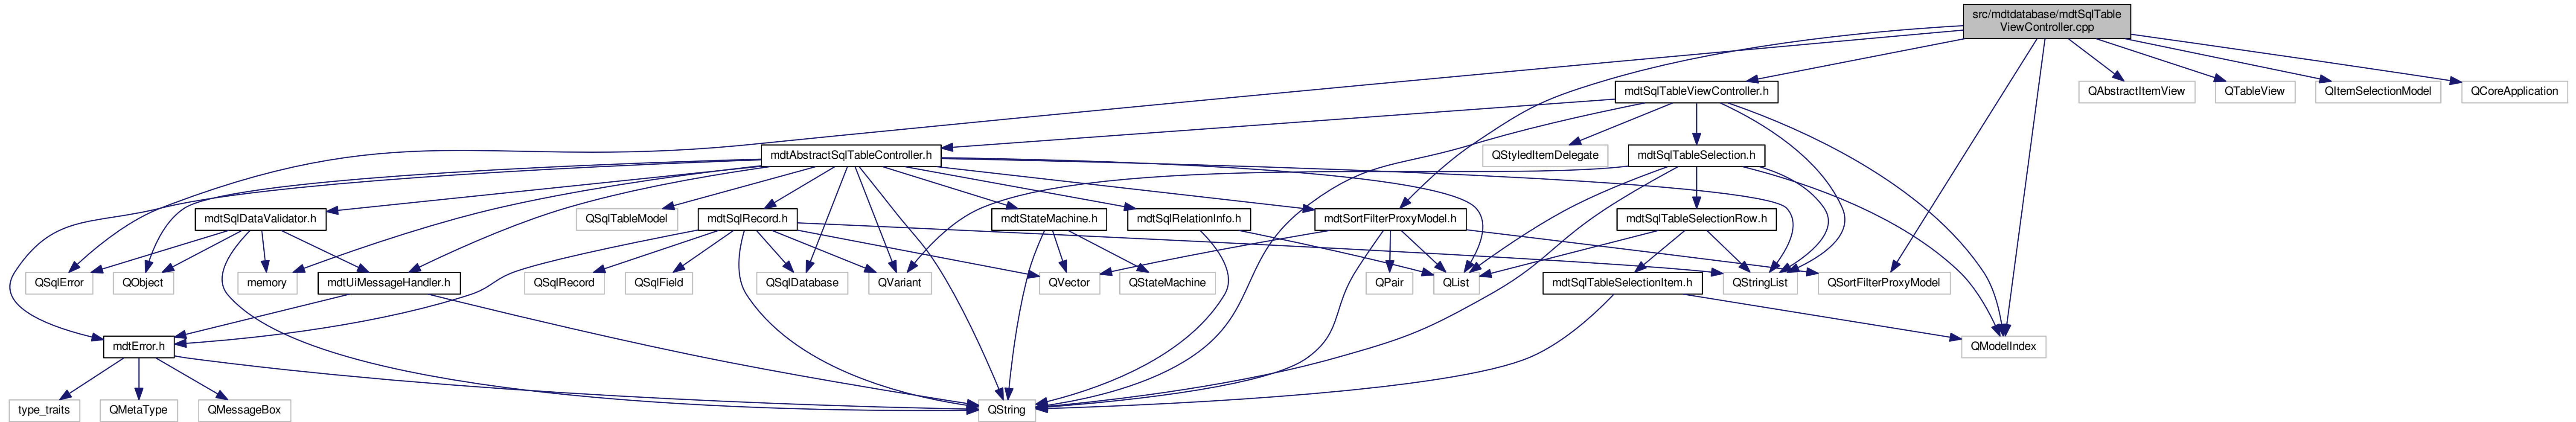 src/mdtdatabase/mdtSqlTable
ViewController.cpp
mdtSqlTableViewController.h
QAbstractItemView
QTableView
QItemSelectionModel
QCoreApplication
mdtAbstractSqlTableController.h
QStyledItemDelegate
mdtSqlTableSelection.h
mdtSqlDataValidator.h
QSqlTableModel
mdtSqlRecord.h
mdtStateMachine.h
mdtSqlRelationInfo.h
mdtSortFilterProxyModel.h
mdtSqlTableSelectionRow.h
QSqlError
QObject
memory
mdtUiMessageHandler.h
QSqlRecord
QSqlField
QSqlDatabase
QVariant
QVector
QStateMachine
QPair
QList
mdtSqlTableSelectionItem.h
QStringList
QSortFilterProxyModel
mdtError.h
QModelIndex
type_traits
QMetaType
QMessageBox
QString